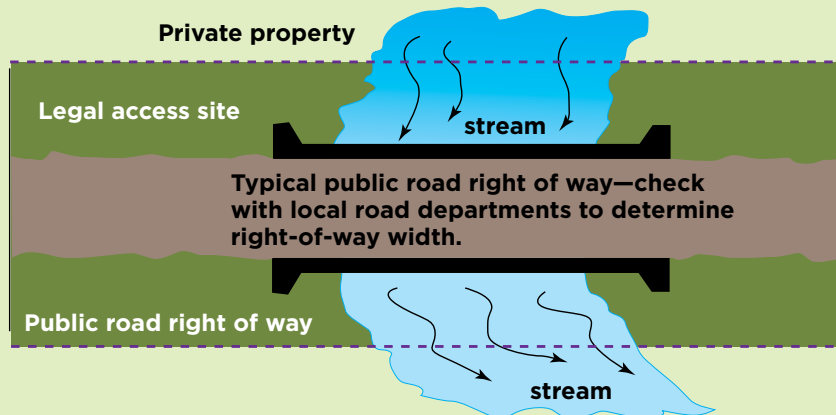 Private property
Legal access site
stream
Typical public road right of way—check
with local road departments to determine
right-of-way width.
Public road right of way
stream